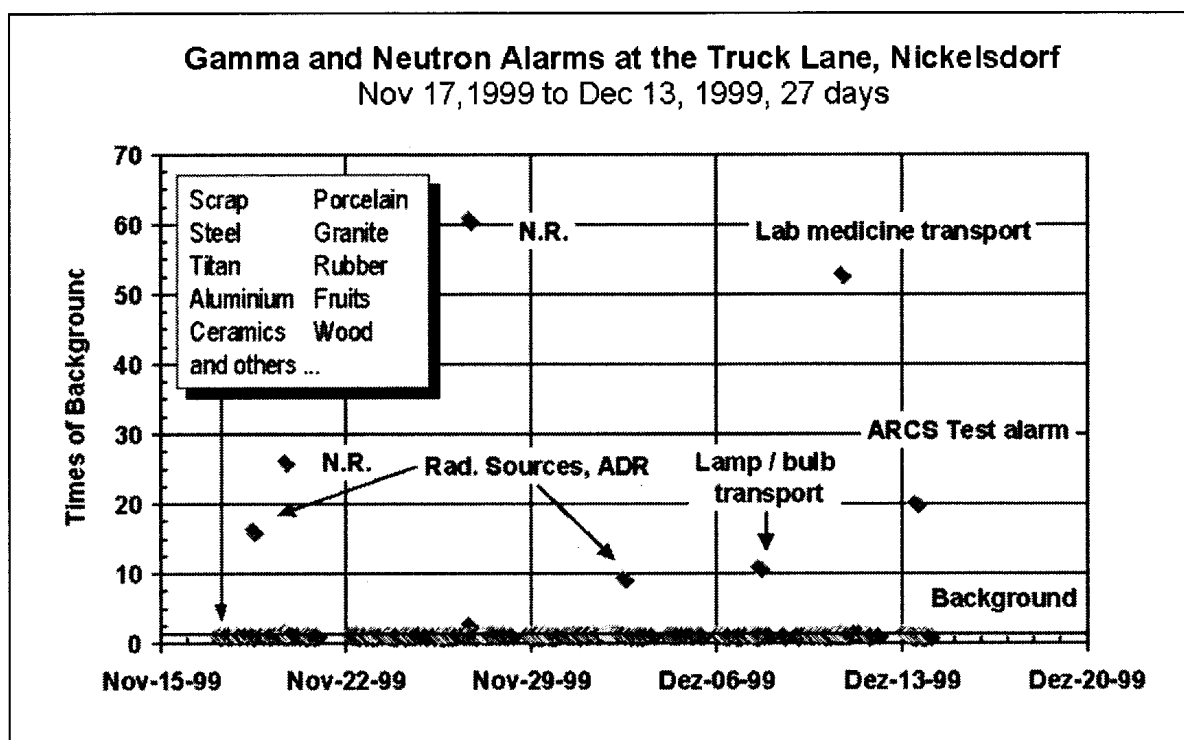 Gamma and Neutron Alarms at the Truck Lane, Nickelsdorf
Nov 17,1999 to Dec 13, 1999, 27 days
Times of Background
70
60
50
40
30
20
10
0
Scrap Porcelain
Steel Granite
Titan Rubber
Aluminium Fruits
Ceramics Wood
and others ...
N.R.
Lab medicine transport
ARCS Test alarm
N.R.
Rad. Sources, ADR
Lamp / bulb
transport
Background
Nov-15-99 Nov-22-99 Nov-29-99 Dez-06-99 Dez-13-99 Dez-20-99